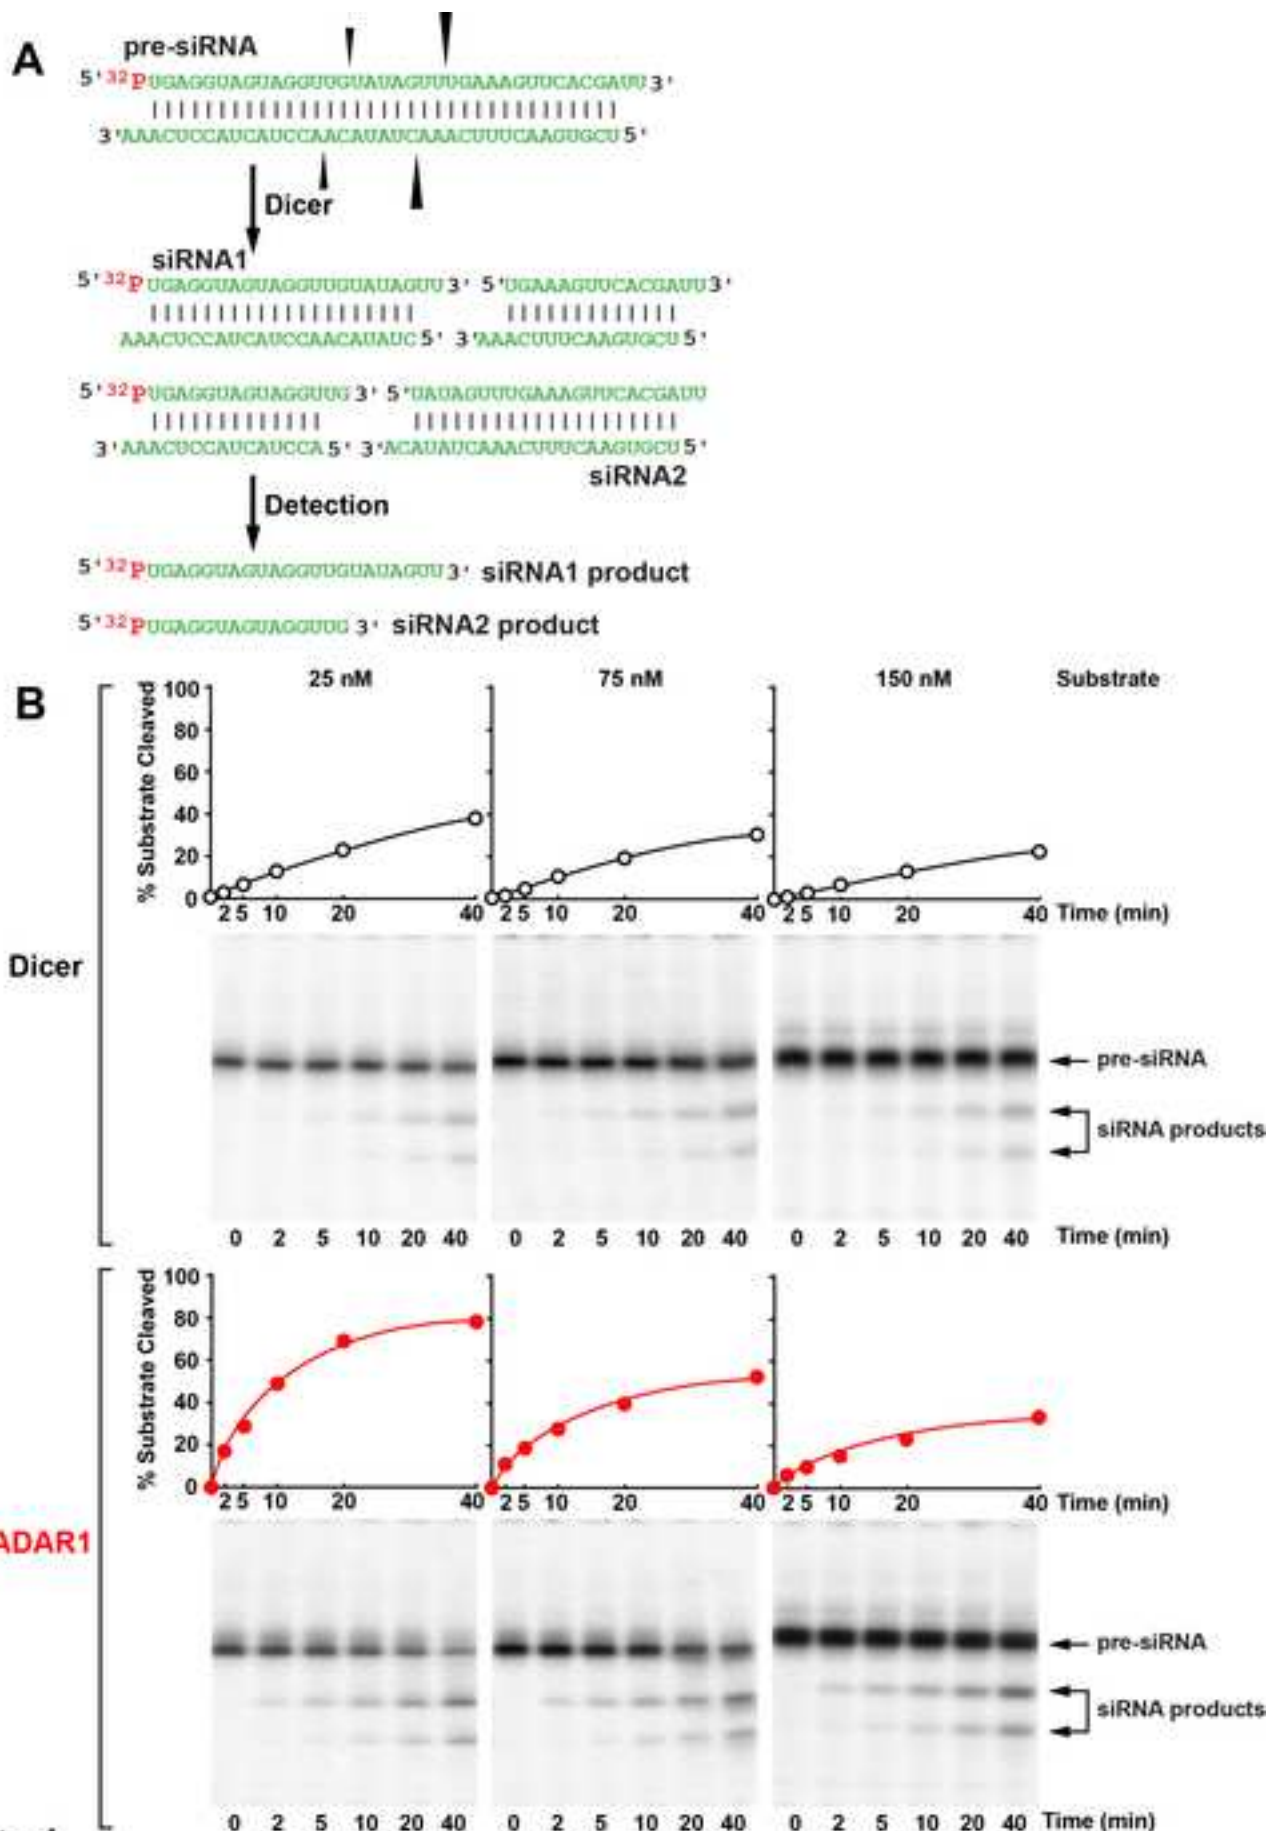 A
pre-siRNA
5' 32P UGAGGUAGUAGGUUGUAUAGUUUGAAAGUUCACGAUU 3'
3' AAACUCCAUCAUCCAACAUAUCAAACUUUCAAGUGCU 5'
Dicer
siRNA1
5' 32P UGAGGUAGUAGGUUGUAUAGUU 3' 5' UGAAAGUUCACGAUU 3'
AAACUCCAUCAUCCAACAUAUC 5' 3' AAACUUUCAAGUGCU 5'
5' 32P UGAGGUAGUAGGUUG 3' 5' UAUAGUUUGAAAGUUCACGAUU
3' AAACUCCAUCAUCCA 5' 3' ACAUAUCAAACUUUCAAGUGCU 5'
siRNA2
Detection
5' 32P UGAGGUAGUAGGUUGUAUAGUU 3' siRNA1 product
5' 32P UGAGGUAGUAGGUUG 3' siRNA2 product
B
25 nM 75 nM 150 nM Substrate
% Substrate Cleaved
100
80
60
40
20
0
2 5 10 20 40 2 5 10 20 40 2 5 10 20 40 Time (min)
Dicer
pre-siRNA
siRNA products
0 2 5 10 20 40 0 2 5 10 20 40 0 2 5 10 20 40 Time (min)
% Substrate Cleaved
100
80
60
40
20
0
2 5 10 20 40 2 5 10 20 40 2 5 10 20 40 Time (min)
ADAR1
pre-siRNA
siRNA products
0 2 5 10 20 40 0 2 5 10 20 40 0 2 5 10 20 40 Time (min)